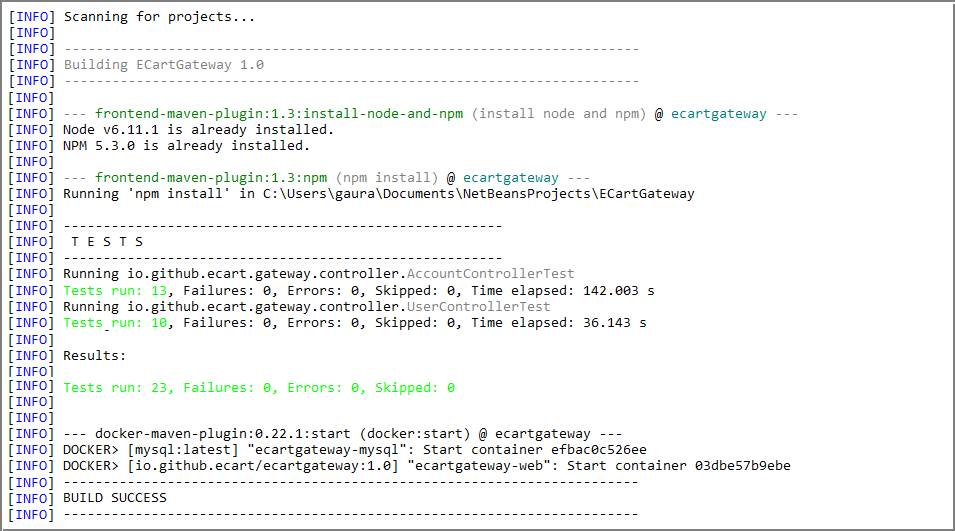 [INFO] Scanning for projects...
[INFO]
[INFO] ------------------------------------------------------------------------
[INFO] Building ECartGateway 1.0
[INFO] ------------------------------------------------------------------------
[INFO]
[INFO] --- frontend-maven-plugin:1.3:install-node-and-npm (install node and npm) @ ecartgateway ---
[INFO] Node v6.11.1 is already installed.
[INFO] NPM 5.3.0 is already installed.
[INFO]
[INFO] --- frontend-maven-plugin:1.3:npm (npm install) @ ecartgateway ---
[INFO] Running 'npm install' in C:\Users\gaura\Documents\NetBeansProjects\ECartGateway
[INFO]
[INFO] -------------------------------------------------------
[INFO]  T E S T S
[INFO] -------------------------------------------------------
[INFO] Running io.github.ecart.gateway.controller.AccountControllerTest
[INFO] Tests run: 13, Failures: 0, Errors: 0, Skipped: 0, Time elapsed: 142.003 s
[INFO] Running io.github.ecart.gateway.controller.UserControllerTest
[INFO] Tests run: 10, Failures: 0, Errors: 0, Skipped: 0, Time elapsed: 36.143 s
[INFO]
[INFO] Results:
[INFO]
[INFO] Tests run: 23, Failures: 0, Errors: 0, Skipped: 0
[INFO]
[INFO]
[INFO] --- docker-maven-plugin:0.22.1:start (docker:start) @ ecartgateway ---
[INFO] DOCKER> [mysql:latest] "ecartgateway-mysql": Start container efbac0c526ee
[INFO] DOCKER> [io.github.ecart/ecartgateway:1.0] "ecartgateway-web": Start container 03dbe57b9ebe
[INFO] ------------------------------------------------------------------------
[INFO] BUILD SUCCESS
[INFO] ------------------------------------------------------------------------